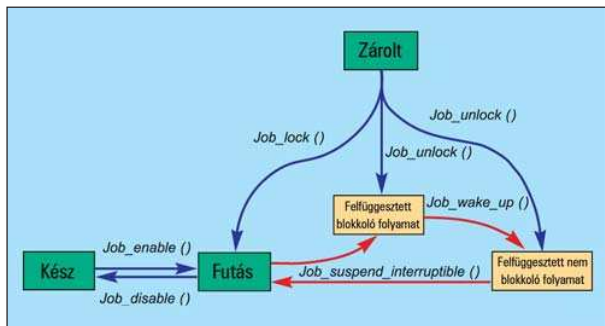 Zárolt
Job_unlock ()
Job_lock ()
Job_unlock ()
Job_wake_up ()
Felfüggesztett
blokkoló folyamat
Job_enable ()
Kész
Futás
Job_suspend_interruptible ()
Felfüggesztett nem
blokkoló folyamat
Job_disable ()